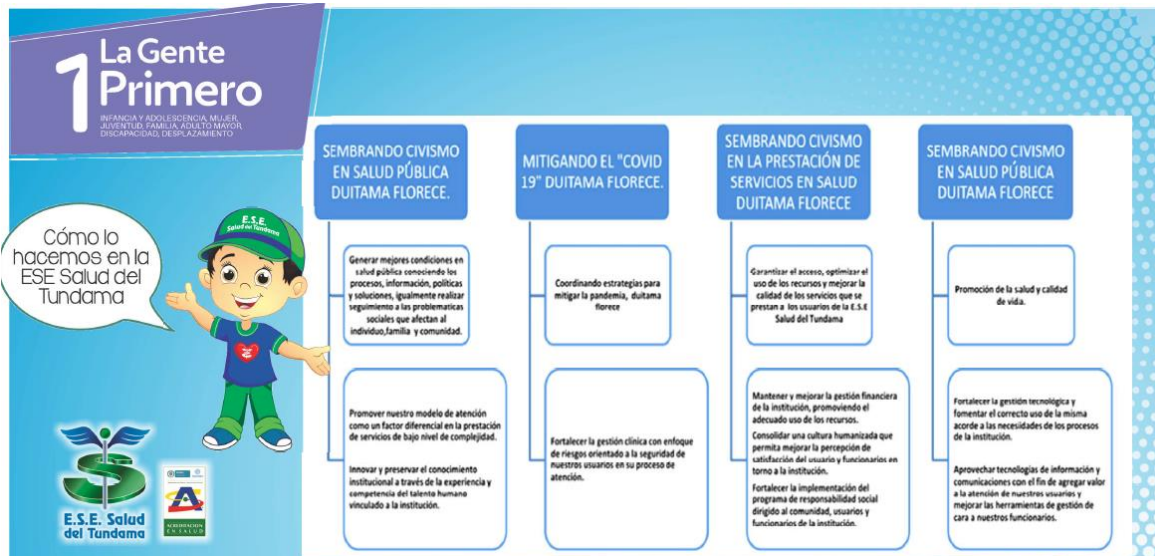 1
La Gente
Primero
INFANCIA Y ADOLESCENCIA, MUJER,
JUVENTUD, FAMILIA, ADULTO MAYOR,
DISCAPACIDAD, DESPLAZAMIENTO
Cómo lo
hacemos en la
ESE Salud del
Tundama
E.S.E.
Salud del Tundama
E.S.E. Salud
del Tundama
ACREDITACION
EN SALUD
SEMBRANDO CIVISMO
EN SALUD PÚBLICA
DUITAMA FLORECE.
Generar mejores condiciones en
salud pública conociendo los
procesos, información, políticas
y soluciones, igualmente realizar
seguimiento a las problematicas
sociales que afectan al
individuo,familia y comunidad.
Promover nuestro modelo de atención
como un factor diferencial en la prestación
de servicios de bajo nivel de complejidad.
Innovar y preservar el conocimiento
institucional a través de la experiencia y
competencia del talento humano
vinculado a la institución.
MITIGANDO EL "COVID
19" DUITAMA FLORECE.
Coordinando estrategias para
mitigar la pandemia, duitama
florece
Fortalecer la gestión clínica con enfoque
de riesgos orientado a la seguridad de
nuestros usuarios en su proceso de
atención.
SEMBRANDO CIVISMO
EN LA PRESTACIÓN DE
SERVICIOS EN SALUD
DUITAMA FLORECE
Garantizar el acceso, optimizar el
uso de los recursos y mejorar la
calidad de los servicios que se
prestan a los usuarios de la E.S.E
Salud del Tundama
Mantener y mejorar la gestión financiera
de la institución, promoviendo el
adecuado uso de los recursos.
Consolidar una cultura humanizada que
permita mejorar la percepción de
satisfacción del usuario y funcionarios en
torno a la institución.
Fortalecer la implementación del
programa de responsabilidad social
dirigido al comunidad, usuarios y
funcionarios de la institución.
SEMBRANDO CIVISMO
EN SALUD PÚBLICA
DUITAMA FLORECE
Promoción de la salud y calidad
de vida.
Fortalecer la gestión tecnológica y
fomentar el correcto uso de la misma
acorde a las necesidades de los procesos
de la institución.
Aprovechar tecnologías de información y
comunicaciones con el fin de agregar valor
a la atención de nuestros usuarios y
mejorar las herramientas de gestión de
cara a nuestros funcionarios.